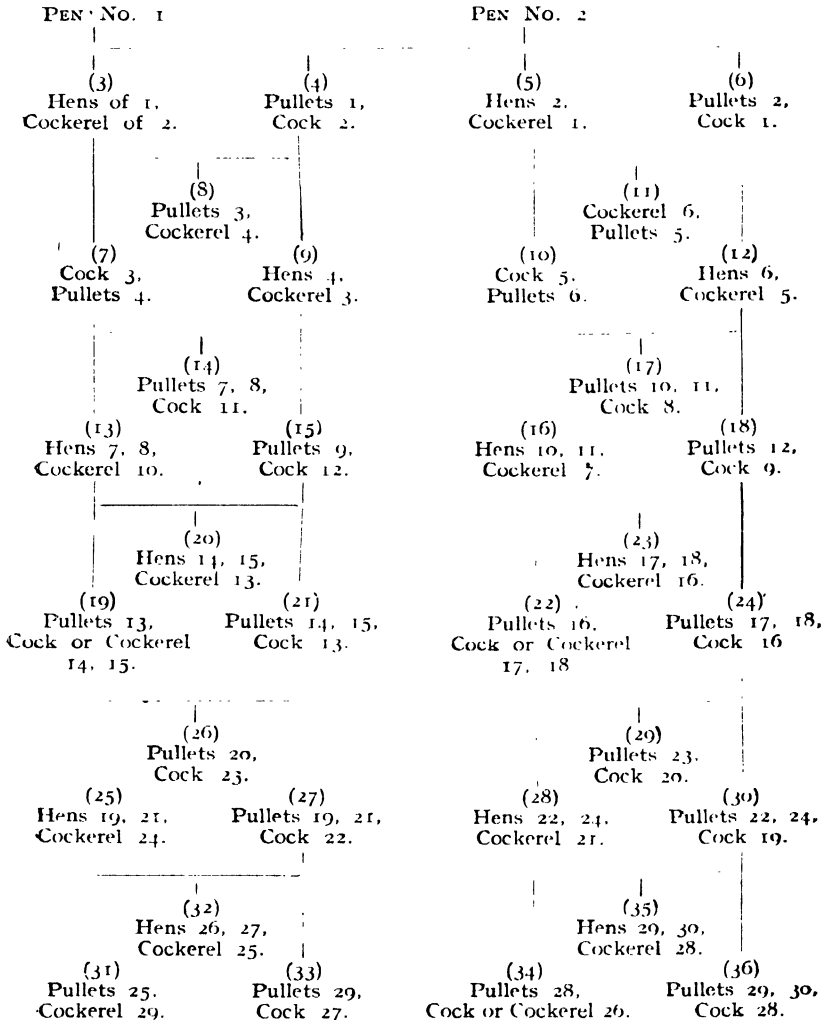 PEN NO. 1
PEN NO. 2
(3)
Hens of 1,
Cockerel of 2.
(4)
Pullets 1,
Cock 2.
(5)
Hens 2,
Cockerel 1.
(6)
Pullets 2,
Cock 1.
(8)
Pullets 3,
Cockerel 4.
(11)
Cockerel 6,
Pullets 5.
(7)
Cock 3,
Pullets 4.
(9)
Hens 4,
Cockerel 3.
(10)
Cock 5.
Pullets 6.
(12)
Hens 6,
Cockerel 5.
(14)
Pullets 7, 8,
Cock 11.
(17)
Pullets 10, 11,
Cock 8.
(13)
Hens 7, 8,
Cockerel 10.
(15)
Pullets 9,
Cock 12.
(16)
Hens 10, 11.
Cockerel 7.
(18)
Pullets 12,
Cock 9.
(20)
Hens 14, 15,
Cockerel 13.
(23)
Hens 17, 18,
Cockerel 16.
(19)
Pullets 13,
Cock or Cockerel
14, 15.
(21)
Pullets 14, 15,
Cock 13.
(22)
Pullets 16,
Cock or Cockerel
17, 18
(24)
Pullets 17, 18,
Cock 16
(26)
Pullets 20,
Cock 23.
(29)
Pullets 23.
Cock 20.
(25)
Hens 19, 21,
Cockerel 24.
(27)
Pullets 19, 21,
Cock 22.
(28)
Hens 22, 24.
Cockerel 21.
(30)
Pullets 22, 24,
Cock 19.
(32)
Hens 26, 27,
Cockerel 25.
(35)
Hens 29, 30,
Cockerel 28.
(31)
Pullets 25.
Cockerel 29.
(33)
Pullets 29,
Cock 27.
(34)
Pullets 28,
Cock or Cockerel 26.
(36)
Pullets 29, 30,
Cock 28.